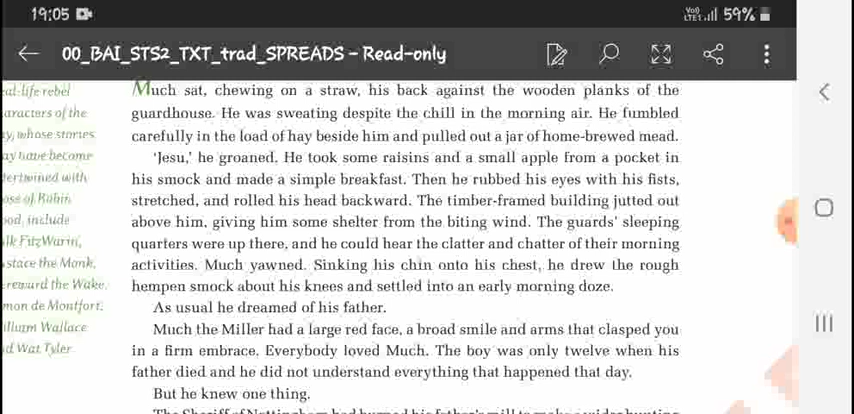 19:05
59%
00_BAI_STS2_TXT_trad_SPREADS – Read-only
Much sat, chewing on a straw, his back against the wooden planks of the
guardhouse. He was sweating despite the chill in the morning air. He fumbled
carefully in the load of hay beside him and pulled out a jar of home-brewed mead.
‘Jesu,’ he groaned. He took some raisins and a small apple from a pocket in
his smock and made a simple breakfast. Then he rubbed his eyes with his fists,
stretched, and rolled his head backward. The timber-framed building jutted out
above him, giving him some shelter from the biting wind. The guards’ sleeping
quarters were up there, and he could hear the clatter and chatter of their morning
activities. Much yawned. Sinking his chin onto his chest, he drew the rough
hempen smock about his knees and settled into an early morning doze.
As usual he dreamed of his father.
Much the Miller had a large red face, a broad smile and arms that clasped you
in a firm embrace. Everybody loved Much. The boy was only twelve when his
father died and he did not understand everything that happened that day.
But he knew one thing.
life rebel
of the
whose stories
have become
with
of Robin
include
FitzWarin,
the Monk,
the Wake,
de Montfort,
Wallace
Wat Tyler